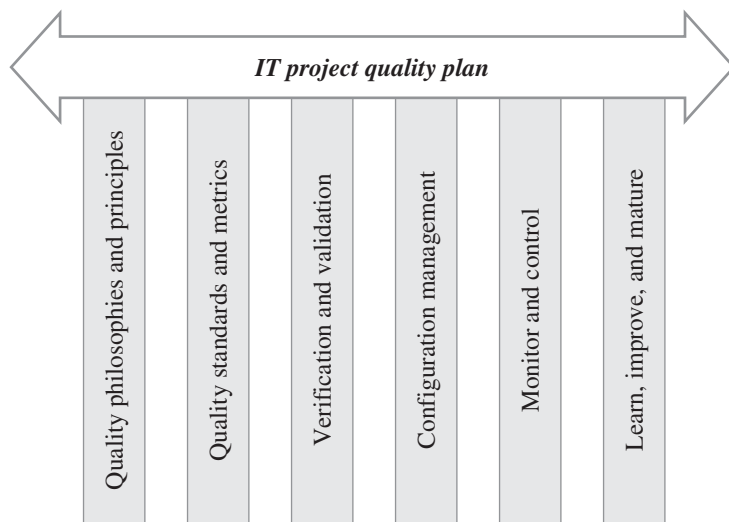 IT project quality plan
Quality philosophies and principles
Quality standards and metrics
Verification and validation
Configuration management
Monitor and control
Learn, improve, and mature